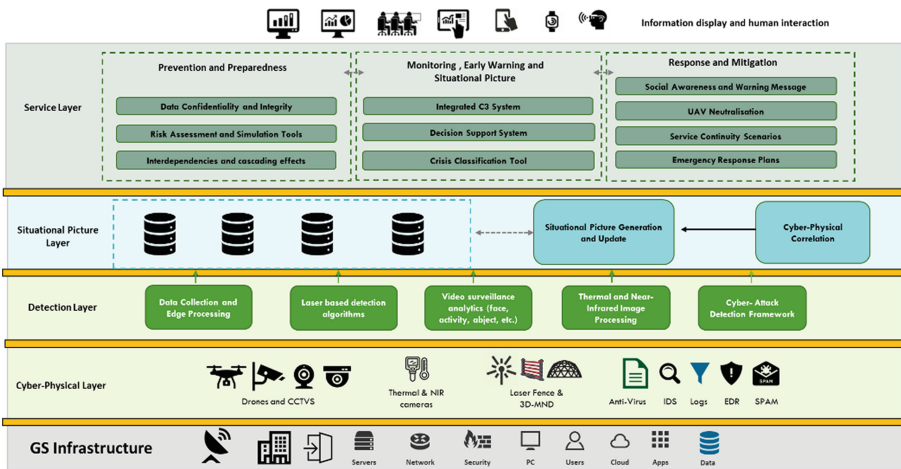 Information display and human interaction
Service Layer
Prevention and Preparedness
Data Confidentiality and Integrity
Risk Assessment and Simulation Tools
Interdependencies and cascading effects
Monitoring , Early Warning and
Situational Picture
Integrated C3 System
Decision Support System
Crisis Classification Tool
Response and Mitigation
Social Awareness and Warning Message
UAV Neutralisation
Service Continuity Scenarios
Emergency Response Plans
Situational Picture
Layer
Situational Picture Generation
and Update
Cyber-Physical
Correlation
Detection Layer
Data Collection and
Edge Processing
Laser based detection
algorithms
Video surveillance
analytics (face,
activity, object, etc.)
Thermal and Near-
Infrared Image
Processing
Cyber- Attack
Detection Framework
Cyber-Physical Layer
Drones and CCTVS
Thermal & NIR
cameras
Laser Fence &
3D-MND
Anti-Virus
IDS
Logs
EDR
SPAM
SPAM
GS Infrastructure
Servers
Network
Security
PC
Users
Cloud
Apps
Data